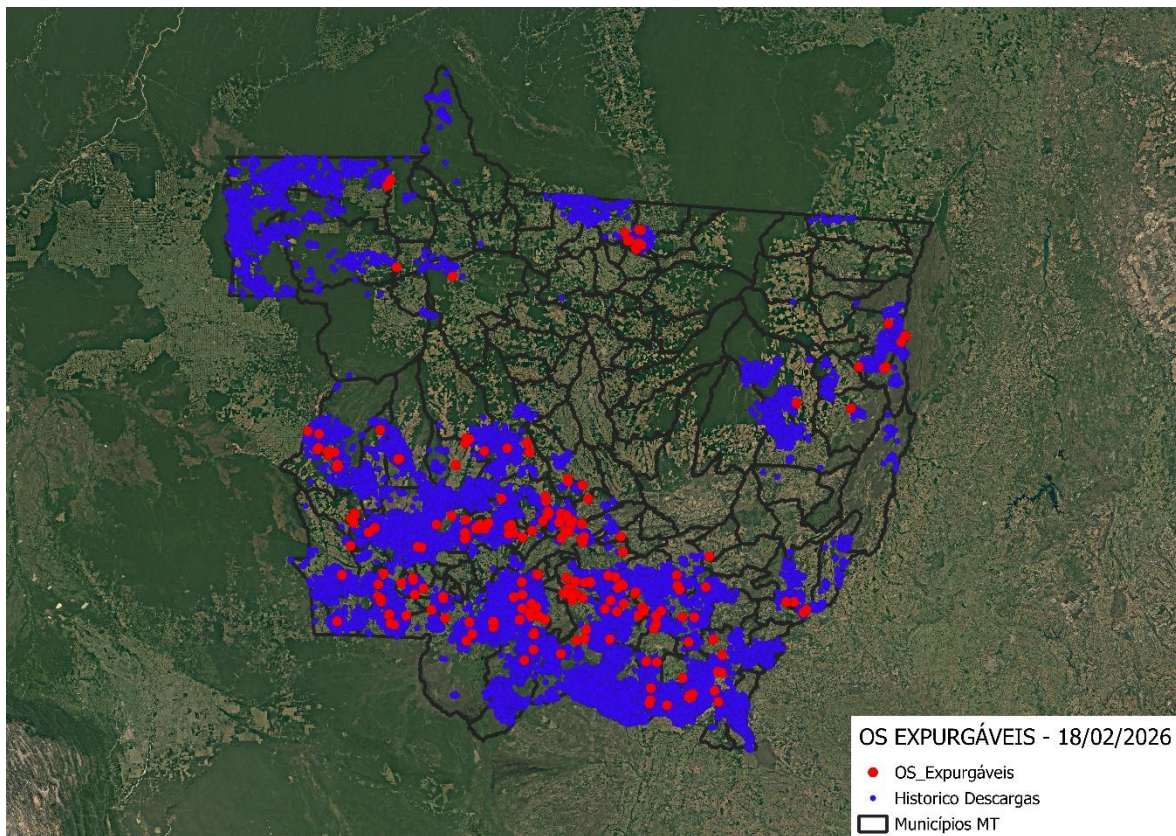 OS EXPURGÁVEIS - 18/02/2026
OS_Expurgáveis
Historico Descargas
Municípios MT